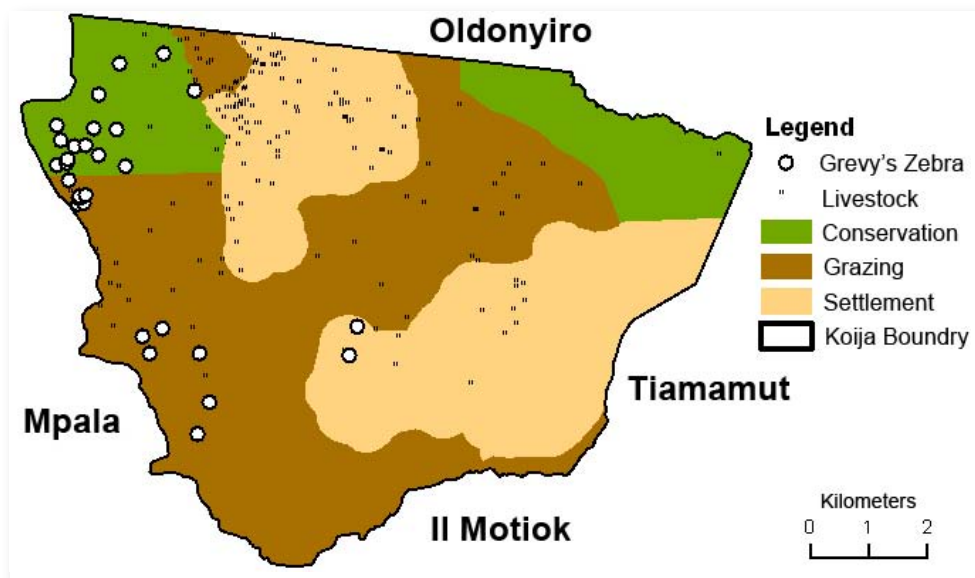 Oldonyiro
Legend
Grevy's Zebra
Livestock
Conservation
Grazing
Settlement
Koija Boundry
Tiamamut
Mpala
Il Motiok
Kilometers
0 1 2